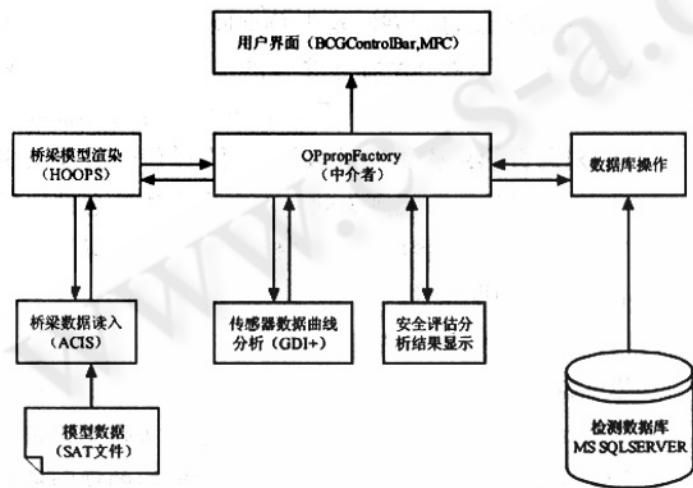 用户界面（BCGControlBar,MFC）
桥梁模型渲染
（HOOPS）
OPpropFactory
（中介者）
数据库操作
桥梁数据读入
（ACIS）
传感器数据曲线
分析（GDI+）
安全评估分
析结果显示
模型数据
（SAT文件）
检测数据库
MS SQLSERVER
www.c-s-a.o